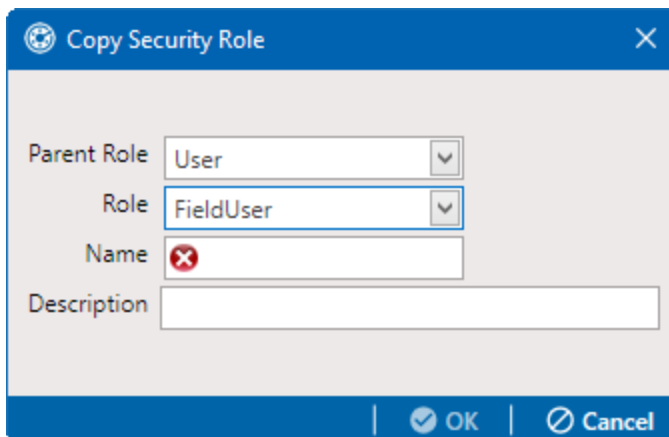 Copy Security Role
Parent Role User
Role FieldUser
Name
Description
OK Cancel